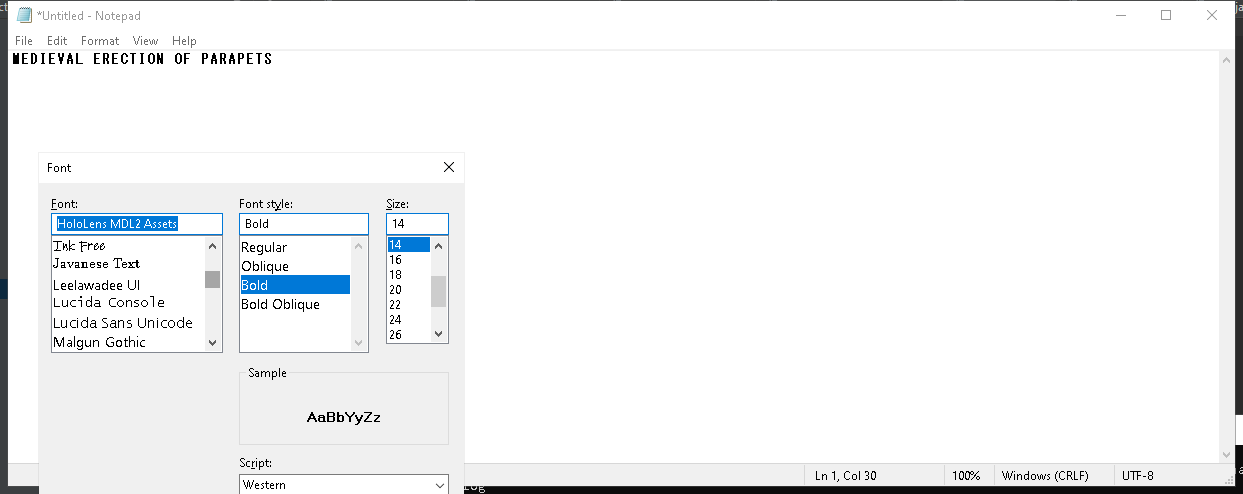 *Untitled - Notepad
File Edit Format View Help
MEDIEVAL ERECTION OF PARAPETS
Font
Font: Font style: Size:
HoloLens MDL2 Assets Bold 14
Ink Free Regular 14
Javanese Text Oblique 16
Leelawadee UI Bold 18
Lucida Console Bold Oblique 20
Lucida Sans Unicode 22
Malgun Gothic 24
26
Sample
AaBbYyZz
Script:
Western
Ln 1, Col 30 100% Windows (CRLF) UTF-8